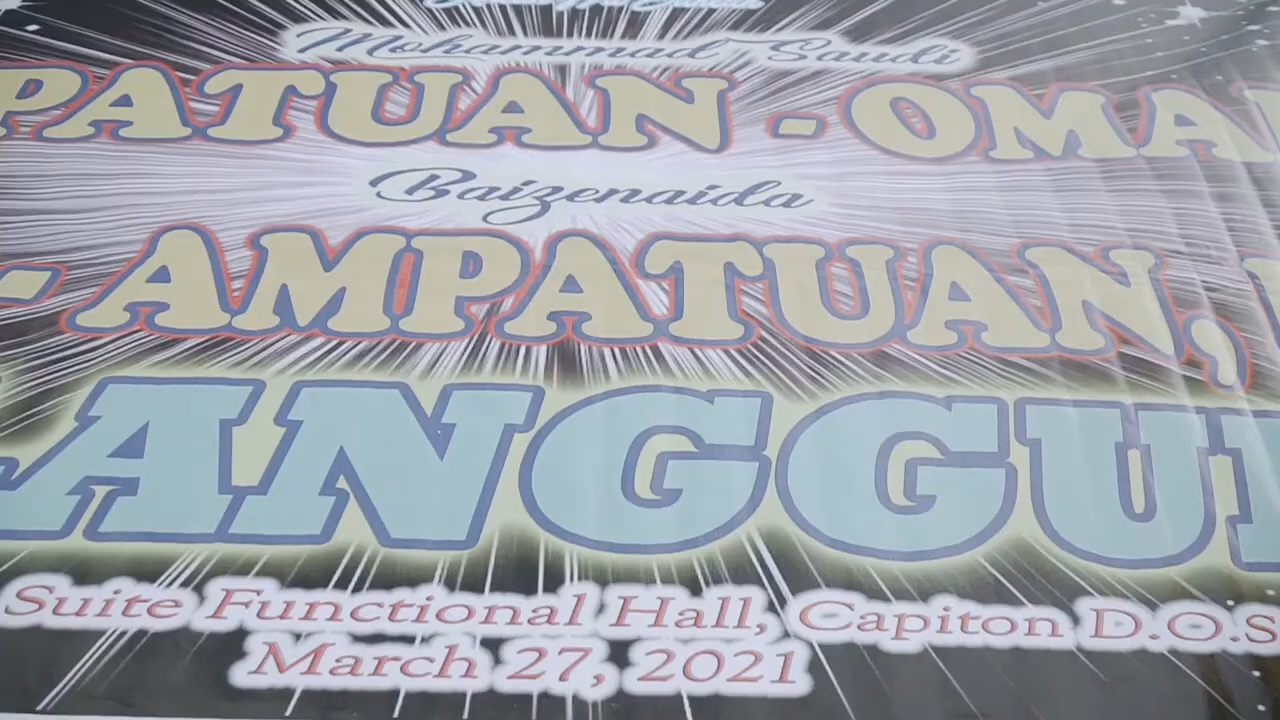 Mohammad Saudi
PATUAN - OMA
Baizenaida
- AMPATUAN,
ANGGU
Suite Functional Hall, Capiton D.O.S
March 27, 2021